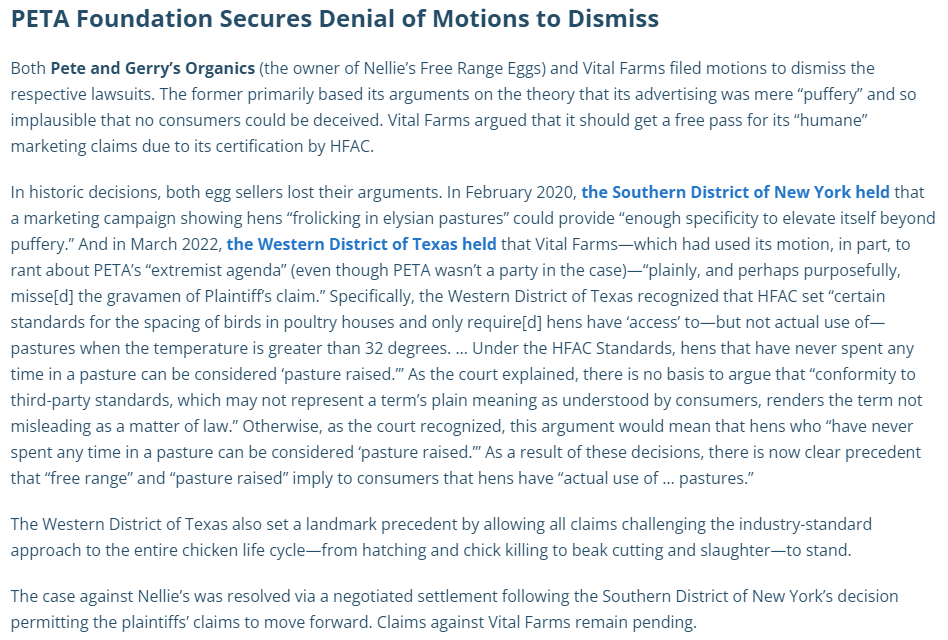 PETA Foundation Secures Denial of Motions to Dismiss
Both Pete and Gerry’s Organics (the owner of Nellie’s Free Range Eggs) and Vital Farms filed motions to dismiss the
respective lawsuits. The former primarily based its arguments on the theory that its advertising was mere “puffery” and so
implausible that no consumers could be deceived. Vital Farms argued that it should get a free pass for its “humane”
marketing claims due to its certification by HFAC.
In historic decisions, both egg sellers lost their arguments. In February 2020, the Southern District of New York held that
a marketing campaign showing hens “frolicking in elysian pastures” could provide “enough specificity to elevate itself beyond
puffery.” And in March 2022, the Western District of Texas held that Vital Farms—which had used its motion, in part, to
rant about PETA’s “extremist agenda” (even though PETA wasn’t a party in the case)—“plainly, and perhaps purposefully,
misse[d] the gravamen of Plaintiff’s claim.” Specifically, the Western District of Texas recognized that HFAC set “certain
standards for the spacing of birds in poultry houses and only require[d] hens have ‘access’ to—but not actual use of—
pastures when the temperature is greater than 32 degrees. … Under the HFAC Standards, hens that have never spent any
time in a pasture can be considered ‘pasture raised.’” As the court explained, there is no basis to argue that “conformity to
third-party standards, which may not represent a term’s plain meaning as understood by consumers, renders the term not
misleading as a matter of law.” Otherwise, as the court recognized, this argument would mean that hens who “have never
spent any time in a pasture can be considered ‘pasture raised.’” As a result of these decisions, there is now clear precedent
that “free range” and “pasture raised” imply to consumers that hens have “actual use of … pastures.”
The Western District of Texas also set a landmark precedent by allowing all claims challenging the industry-standard
approach to the entire chicken life cycle—from hatching and chick killing to beak cutting and slaughter—to stand.
The case against Nellie’s was resolved via a negotiated settlement following the Southern District of New York’s decision
permitting the plaintiffs’ claims to move forward. Claims against Vital Farms remain pending.